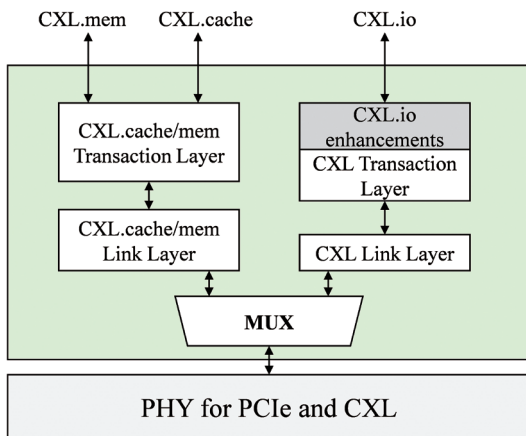 CXL.mem
CXL.cache
CXL.io
CXL.cache/mem
Transaction Layer
CXL.io
enhancements
CXL Transaction
Layer
CXL.cache/mem
Link Layer
CXL Link Layer
MUX
PHY for PCIe and CXL